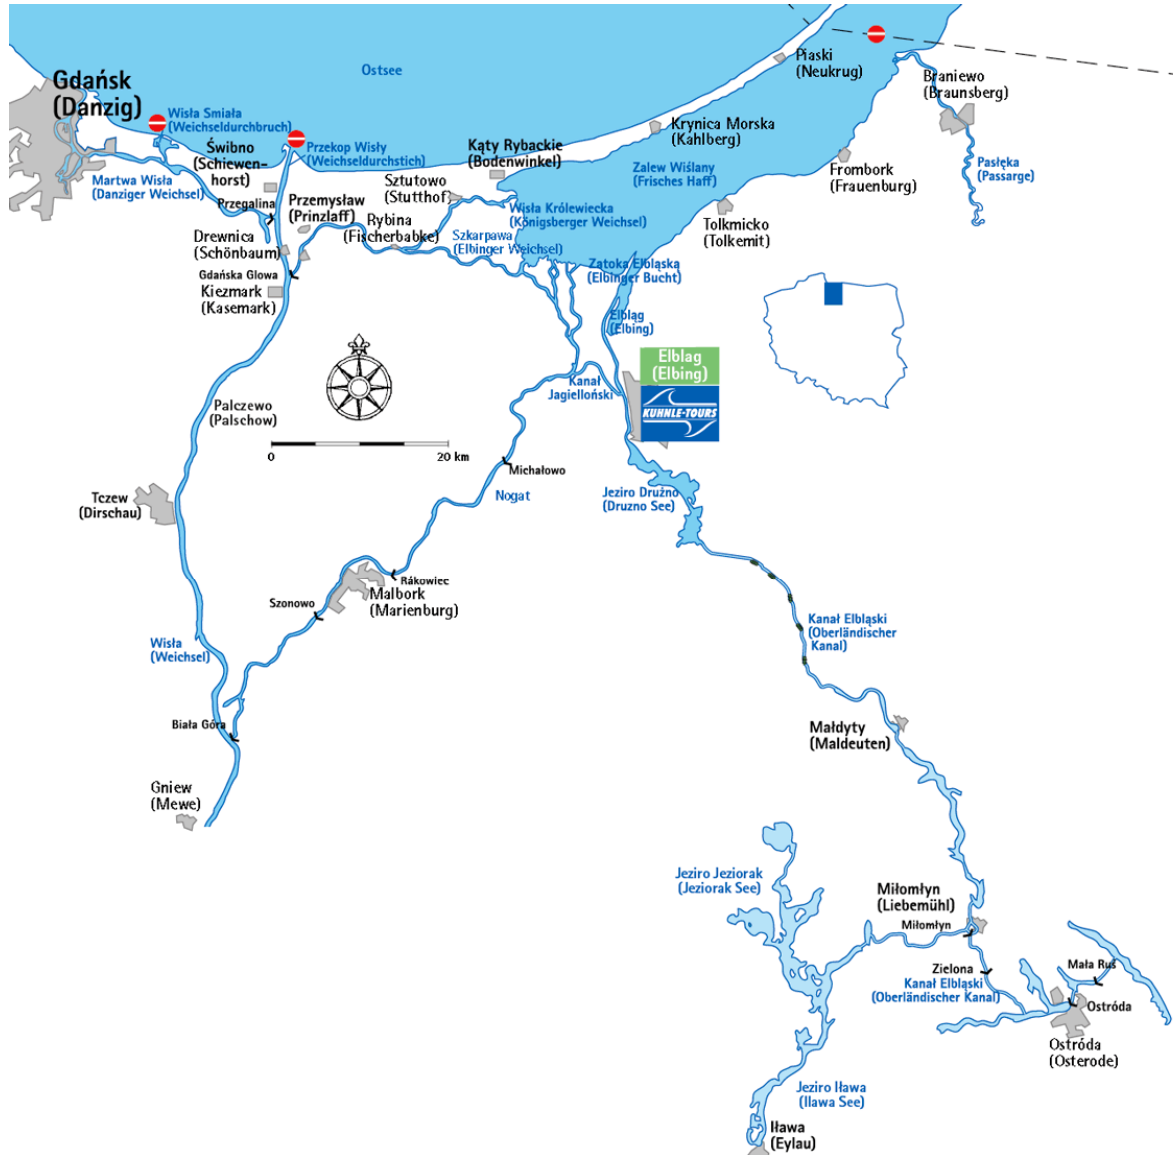 Ostsee
Gdańsk
(Danzig)
Wisła Smiała
(Weichseldurchbruch)
Przekop Wisły
(Weichseldurchstich)
Świbno
(Schiewen-
horst)
Martwa Wisła
(Danziger Weichsel)
Przegalina
Przemysław
(Prinzlaff)
Drewnica
(Schönbaum)
Gdańska Glowa
Kiezmark
(Kasemark)
Rybina
(Fischerbabke)
Sztutowo
(Stutthof)
Kąty Rybackie
(Bodenwinkel)
Krynica Morska
(Kahlberg)
Piaski
(Neukrug)
Braniewo
(Braunsberg)
Pasłęka
(Passarge)
Frombork
(Frauenburg)
Zalew Wiślany
(Frisches Haff)
Tolkmicko
(Tolkemit)
Wisła Królewiecka
(Königsberger Weichsel)
Szkarpawa
(Elbinger Weichsel)
Zatoka Elbląska
(Elbinger Bucht)
Elbląg
(Elbing)
Elblag
(Elbing)
KUHNLE-TOURS
Kanał
Jagielloński
Palczewo
(Palschow)
0
20 km
Michałowo
Nogat
Tczew
(Dirschau)
Jeziro Drużno
(Druzno See)
Rákowiec
Malbork
(Marienburg)
Szonowo
Wisła
(Weichsel)
Biała Góra
Gniew
(Mewe)
Kanał Elbląski
(Oberländischer
Kanal)
Małdyty
(Maldeuten)
Jeziro Jeziorak
(Jeziorak See)
Miłomłyn
(Liebemühl)
Miłomłyn
Zielona
Kanał Elbląski
(Oberländischer Kanal)
Mała Ruś
Ostróda
Ostróda
(Osterode)
Jeziro Iława
(Ilawa See)
Iława
(Eylau)